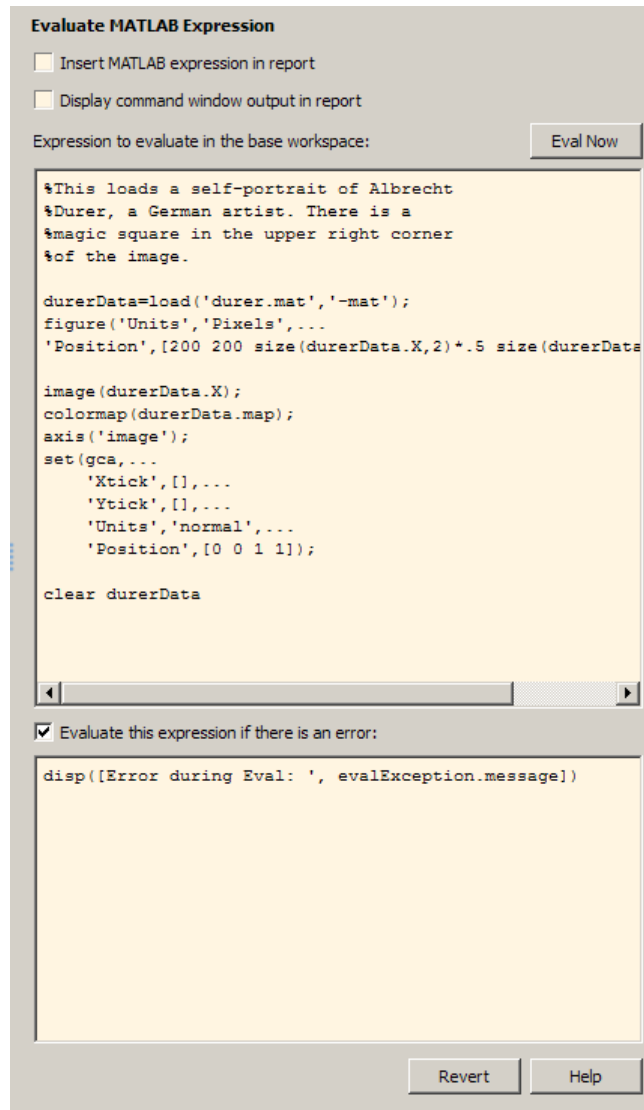 Evaluate MATLAB Expression
Insert MATLAB expression in report
Display command window output in report
Expression to evaluate in the base workspace:
Eval Now
%This loads a self-portrait of Albrecht
%Durer, a German artist. There is a
%magic square in the upper right corner
%of the image.
durerData=load('durer.mat','-mat');
figure('Units','Pixels',...
'Position',[200 200 size(durerData.X,2)*.5 size(durerData
image(durerData.X);
colormap(durerData.map);
axis('image');
set(gca,...
    'Xtick',[],...
    'Ytick',[],...
    'Units','normal',...
    'Position',[0 0 1 1]);
clear durerData
Evaluate this expression if there is an error:
disp([Error during Eval: ', evalException.message])
Revert
Help